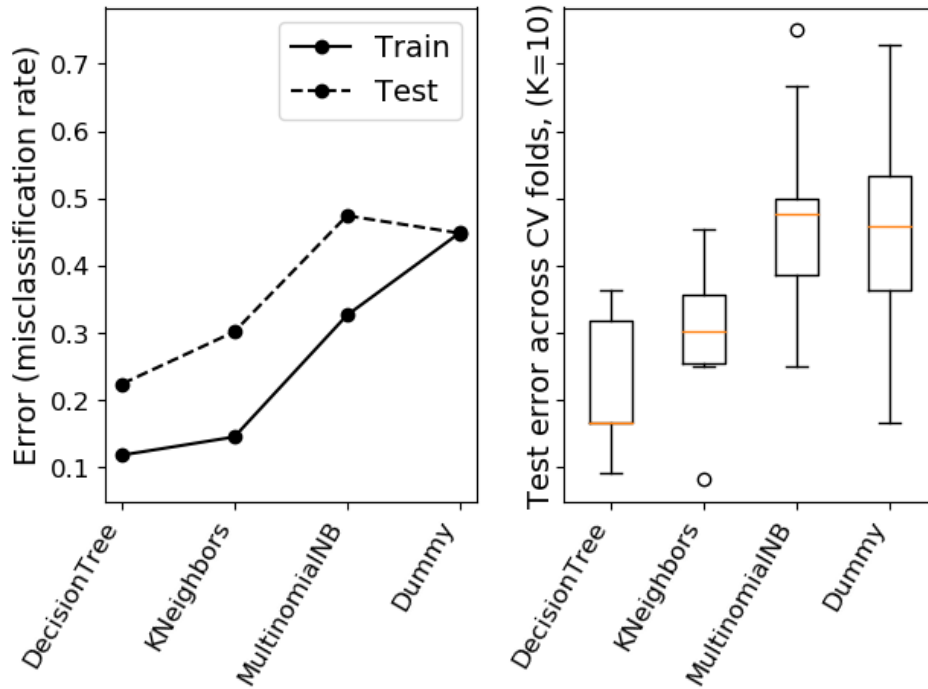 Error (misclassification rate)
0.7
0.6
0.5
0.4
0.3
0.2
0.1
Train
Test
DecisionTree
KNeighbors
MultinomialNB
Dummy
Test error across CV folds, (K=10)
DecisionTree
KNeighbors
MultinomialNB
Dummy